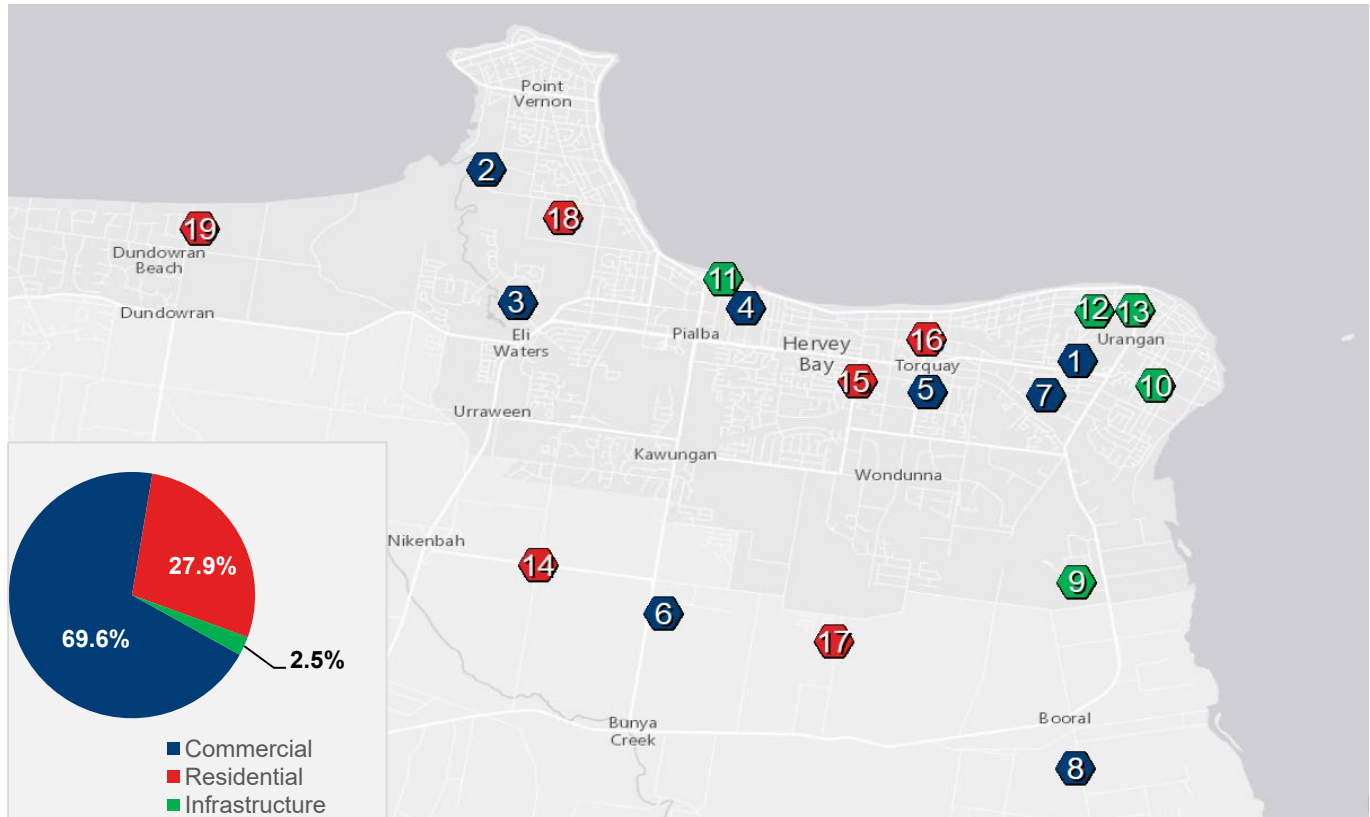 Point
Vernon
2
18
19
Dundowran
Beach
11
3
4
12
13
Dundowran
Eli
Waters
Pialba
Hervey
Bay
16
Torquay
Urangan
1
15
5
7
10
Urraween
Kawungan
Wondunna
Nikenbah
14
9
6
17
Bunya
Creek
Booral
8
27.9%
69.6%
2.5%
Commercial
Residential
Infrastructure